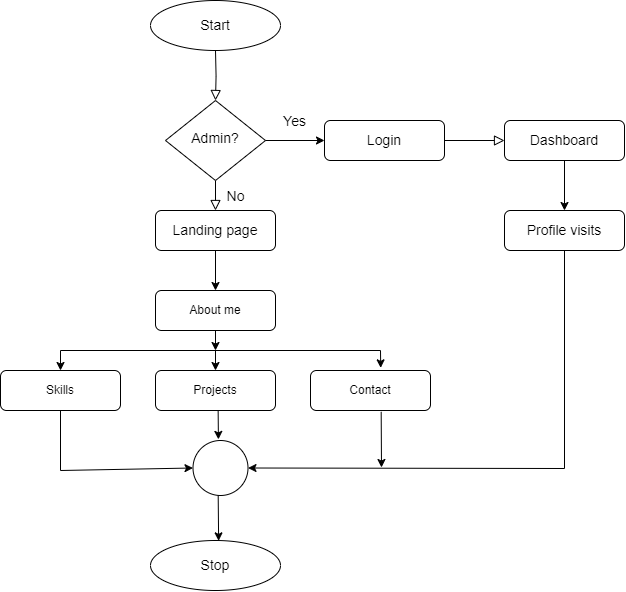 Start
Admin?
Yes
Login
Dashboard
No
Landing page
Profile visits
About me
Skills
Projects
Contact
Stop